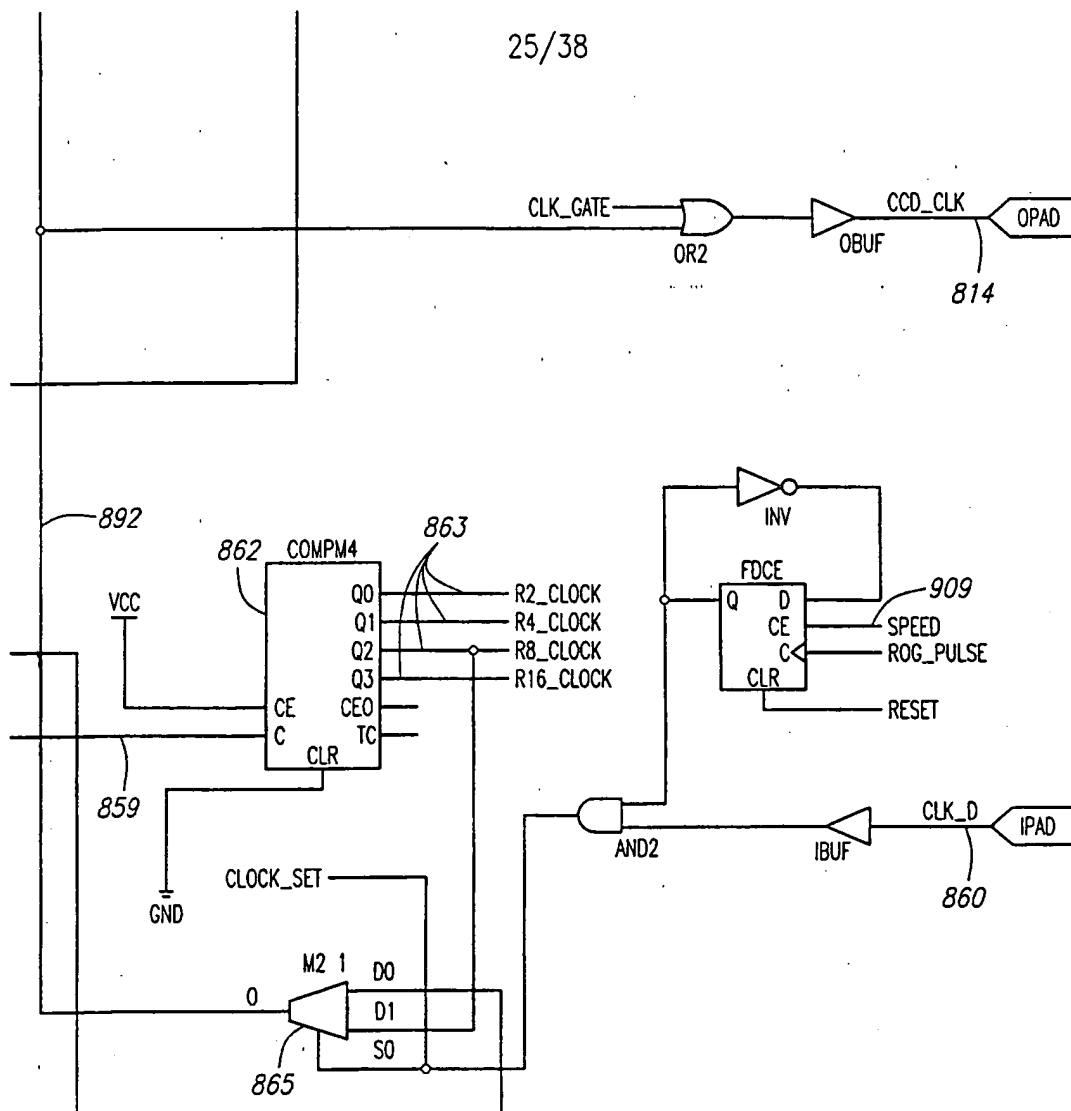 25/38
CLK_GATE
OR2
OBUF
CCD_CLK
814
OPAD
892
862
COMPM4
863
VCC
Q0
R2_CLOCK
Q1
R4_CLOCK
Q2
R8_CLOCK
Q3
R16_CLOCK
CE
CEO
C
TC
CLR
859
GND
INV
FDCE
Q
D
909
CE
SPEED
C
ROG_PULSE
CLR
RESET
AND2
IBUF
CLK_D
860
IPAD
CLOCK_SET
M2 1
D0
O
D1
S0
865